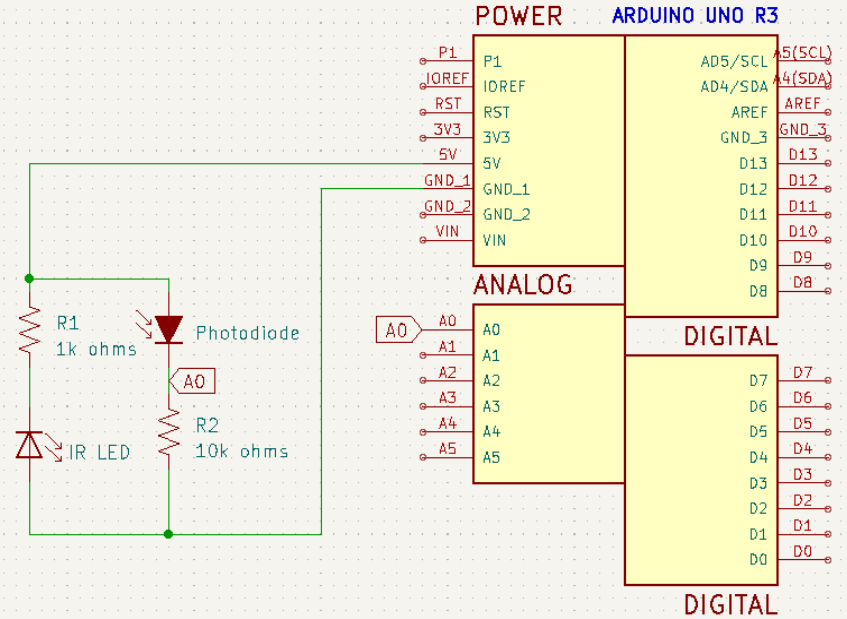 POWER
ARDUINO UNO R3
P1
P1
IOREF
IOREF
RST
RST
3V3
3V3
5V
5V
GND_1
GND_1
GND_2
GND_2
VIN
VIN
AD5/SCL
A5(SCL)
AD4/SDA
A4(SDA)
AREF
AREF
GND_3
GND_3
D13
D13
D12
D12
D11
D11
D10
D10
D9
D9
D8
D8
ANALOG
DIGITAL
A0
A0
A0
A1
A1
A2
A2
A3
A3
A4
A4
A5
A5
D7
D7
D6
D6
D5
D5
D4
D4
D3
D3
D2
D2
D1
D1
D0
D0
DIGITAL
R1
1k ohms
Photodiode
A0
R2
10k ohms
IR LED